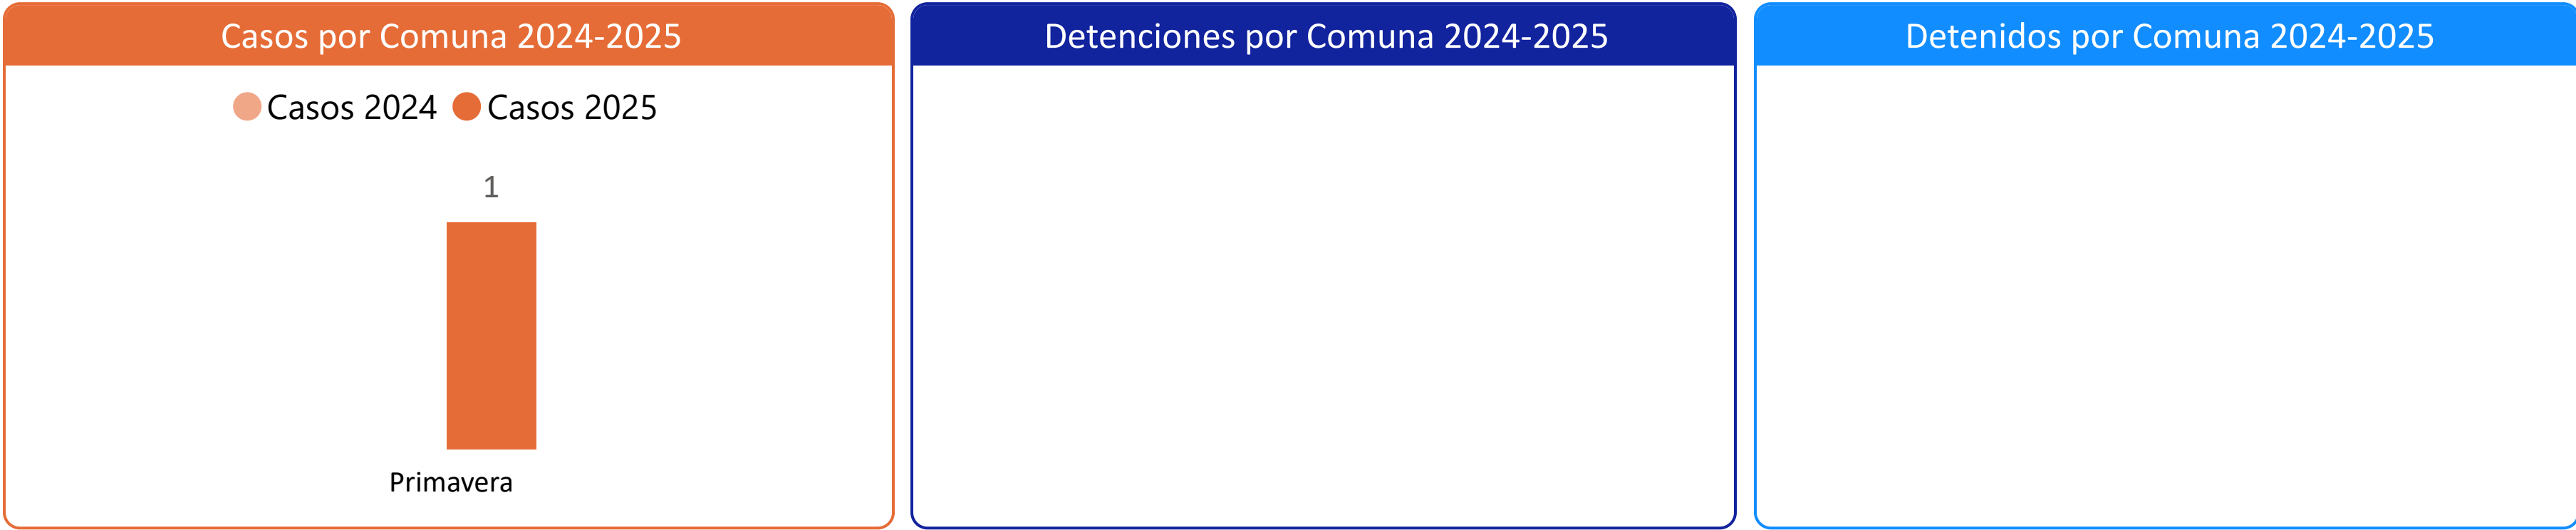 Casos por Comuna 2024-2025
Casos 2024 Casos 2025
1
Primavera
Detenciones por Comuna 2024-2025
Detenidos por Comuna 2024-2025